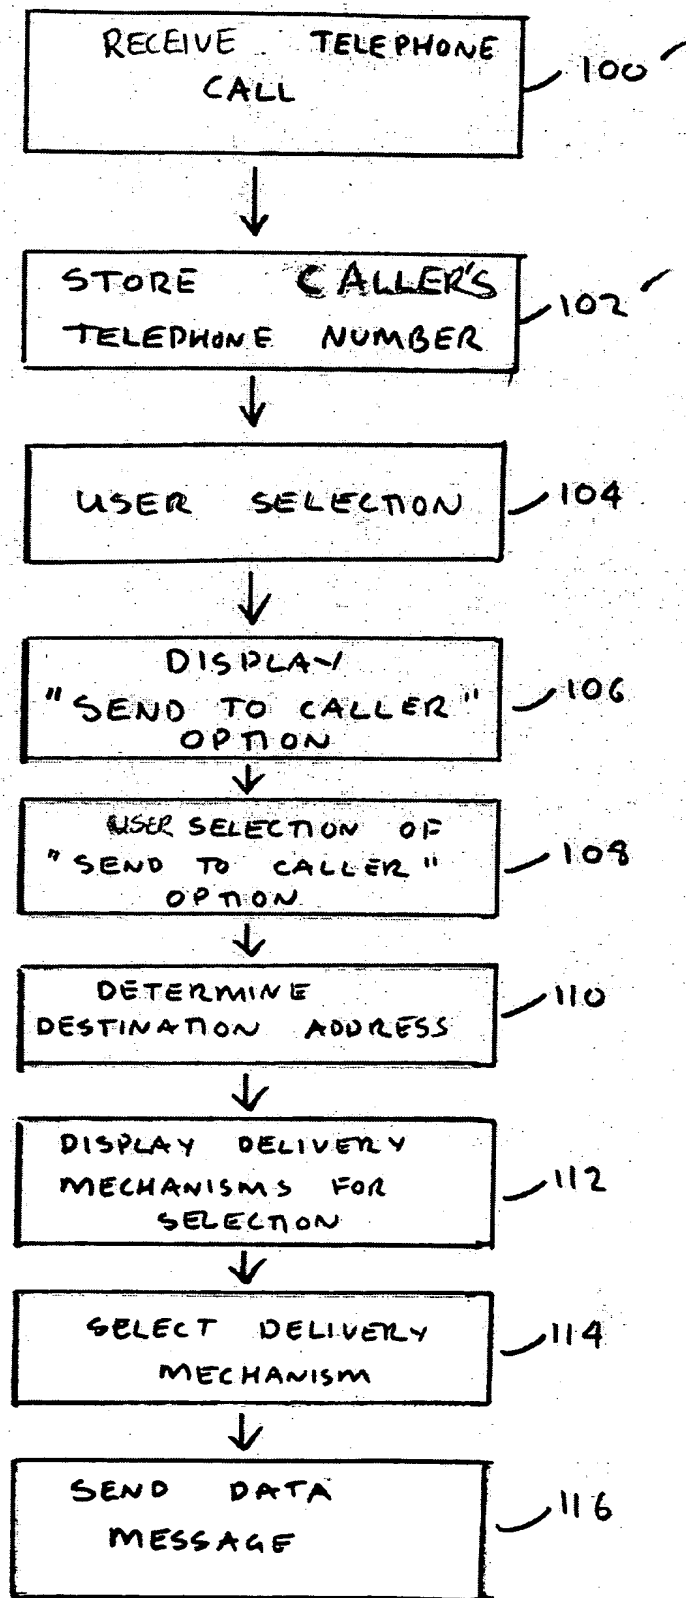 RECEIVE TELEPHONE
CALL
100
STORE CALLER'S
TELEPHONE NUMBER
102
USER SELECTION
104
DISPLAY
"SEND TO CALLER"
OPTION
106
USER SELECTION OF
"SEND TO CALLER"
OPTION
108
DETERMINE
DESTINATION ADDRESS
110
DISPLAY DELIVERY
MECHANISMS FOR
SELECTION
112
SELECT DELIVERY
MECHANISM
114
SEND DATA
MESSAGE
116